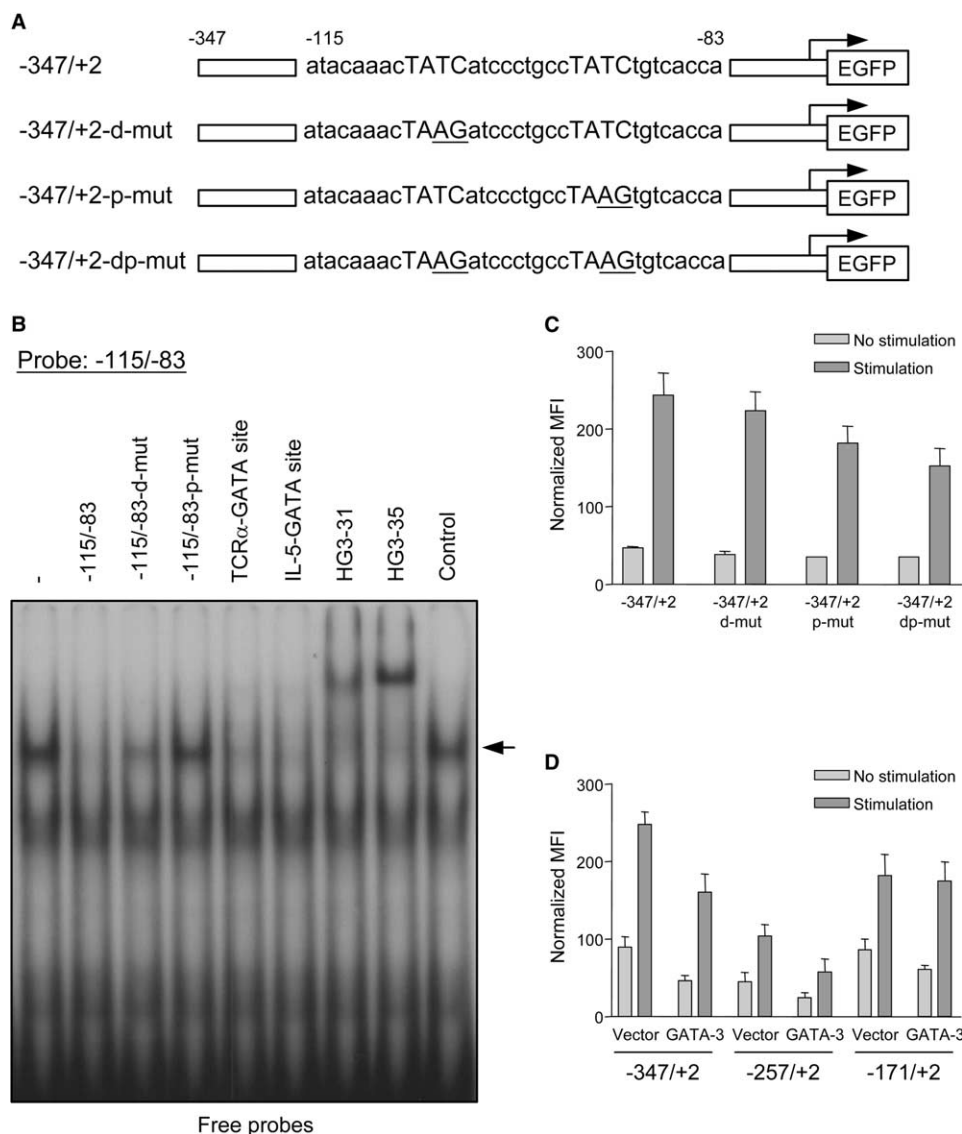 A
-347 -115 -83
-347/+2 atacaaacTATCatccctgccTATCtgtcacca EGFP
-347/+2-d-mut atacaaacTAAGatccctgccTATCtgtcacca EGFP
-347/+2-p-mut atacaaacTATCatccctgccTAAGtgtcacca EGFP
-347/+2-dp-mut atacaaacTAAGatccctgccTAAGtgtcacca EGFP
B
Probe: -115/-83
-
-115/-83
-115/-83-d-mut
-115/-83-p-mut
TCRα-GATA site
IL-5-GATA site
HG3-31
HG3-35
Control
Free probes
C
No stimulation
Stimulation
Normalized MFI
300
200
100
0
-347/+2 -347/+2 -347/+2 -347/+2
d-mut p-mut dp-mut
D
No stimulation
Stimulation
Normalized MFI
300
200
100
0
Vector GATA-3 Vector GATA-3 Vector GATA-3
-347/+2 -257/+2 -171/+2